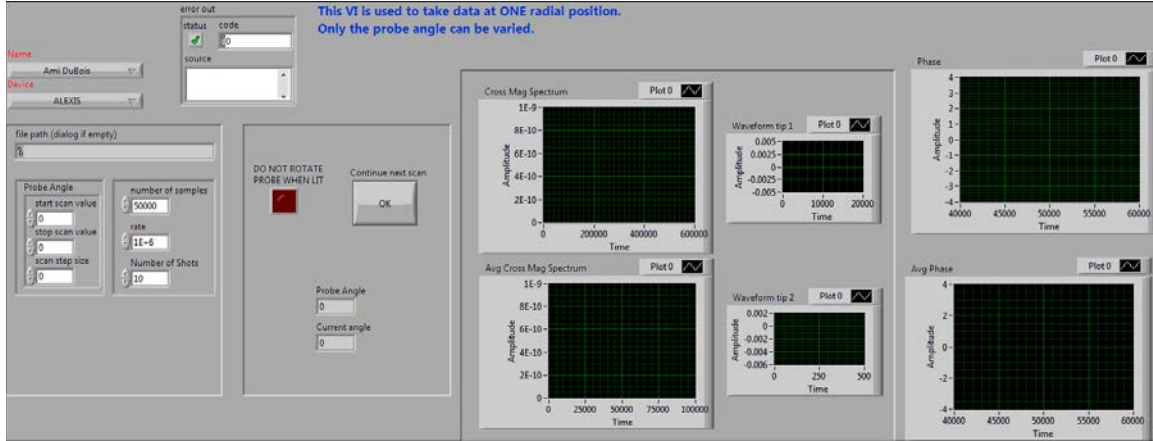 error out
status code
0
source
This VI is used to take data at ONE radial position.
Only the probe angle can be varied.
Name
Ami DuBois
Device
ALEXIS
file path (dialog if empty)
Probe Angle
start scan value
0
stop scan value
0
scan step size
0
number of samples
50000
rate
1E-6
Number of Shots
10
DO NOT ROTATE
PROBE WHEN LIT
Continue next scan
OK
Probe Angle
0
Current angle
0
Cross Mag Spectrum
Plot 0
Amplitude
1E-9
8E-10
6E-10
4E-10
2E-10
0
0 200000 400000 600000
Time
Avg Cross Mag Spectrum
Plot 0
Amplitude
1E-9
8E-10
6E-10
4E-10
2E-10
0
0 25000 50000 75000 100000
Time
Waveform tip 1
Plot 0
Amplitude
0.005
0.0025
0
-0.0025
-0.005
0 10000 20000
Time
Waveform tip 2
Plot 0
Amplitude
0.002
0
-0.002
-0.004
-0.006
0 250 500
Time
Phase
Plot 0
Amplitude
4
3
2
1
0
-1
-2
-3
-4
40000 45000 50000 55000 60000
Time
Avg Phase
Plot 0
Amplitude
4
2
0
-2
-4
40000 45000 50000 55000 60000
Time